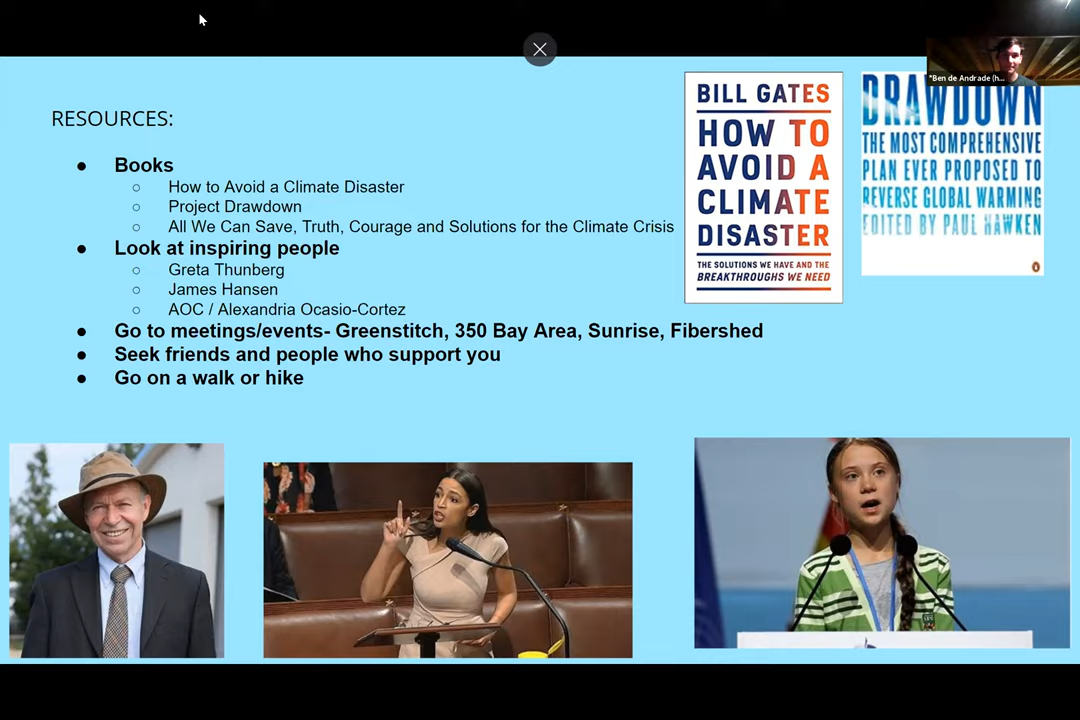 *Ben de Andrade (h...
RESOURCES:
● Books
○ How to Avoid a Climate Disaster
○ Project Drawdown
○ All We Can Save, Truth, Courage and Solutions for the Climate Crisis
● Look at inspiring people
○ Greta Thunberg
○ James Hansen
○ AOC / Alexandria Ocasio-Cortez
● Go to meetings/events- Greenstitch, 350 Bay Area, Sunrise, Fibershed
● Seek friends and people who support you
● Go on a walk or hike
BILL GATES
HOW TO
AVOID A
CLIMATE
DISASTER
THE SOLUTIONS WE HAVE AND THE
BREAKTHROUGHS WE NEED
DRAWDOWN
THE MOST COMPREHENSIVE
PLAN EVER PROPOSED TO
REVERSE GLOBAL WARMING
EDITED BY PAUL HAWKEN